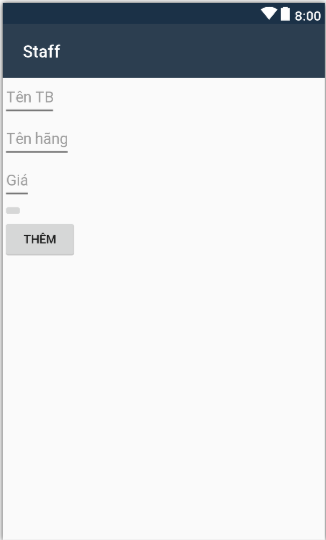 8:00
Staff
Tên TB
Tên hãng
Giá
THÊM